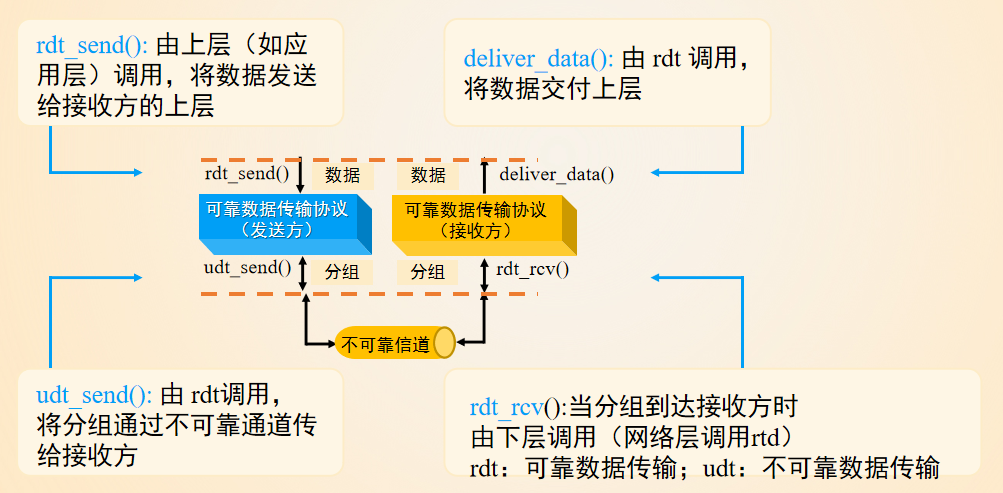 rdt_send(): 由上层（如应
用层）调用，将数据发送
给接收方的上层
deliver_data(): 由 rdt 调用，
将数据交付上层
rdt_send()
数据
数据
deliver_data()
可靠数据传输协议
（发送方）
可靠数据传输协议
（接收方）
udt_send()
分组
分组
rdt_rcv()
不可靠信道
udt_send(): 由 rdt调用，
将分组通过不可靠通道传
给接收方
rdt_rcv():当分组到达接收方时
由下层调用（网络层调用rtd）
rdt：可靠数据传输；udt：不可靠数据传输